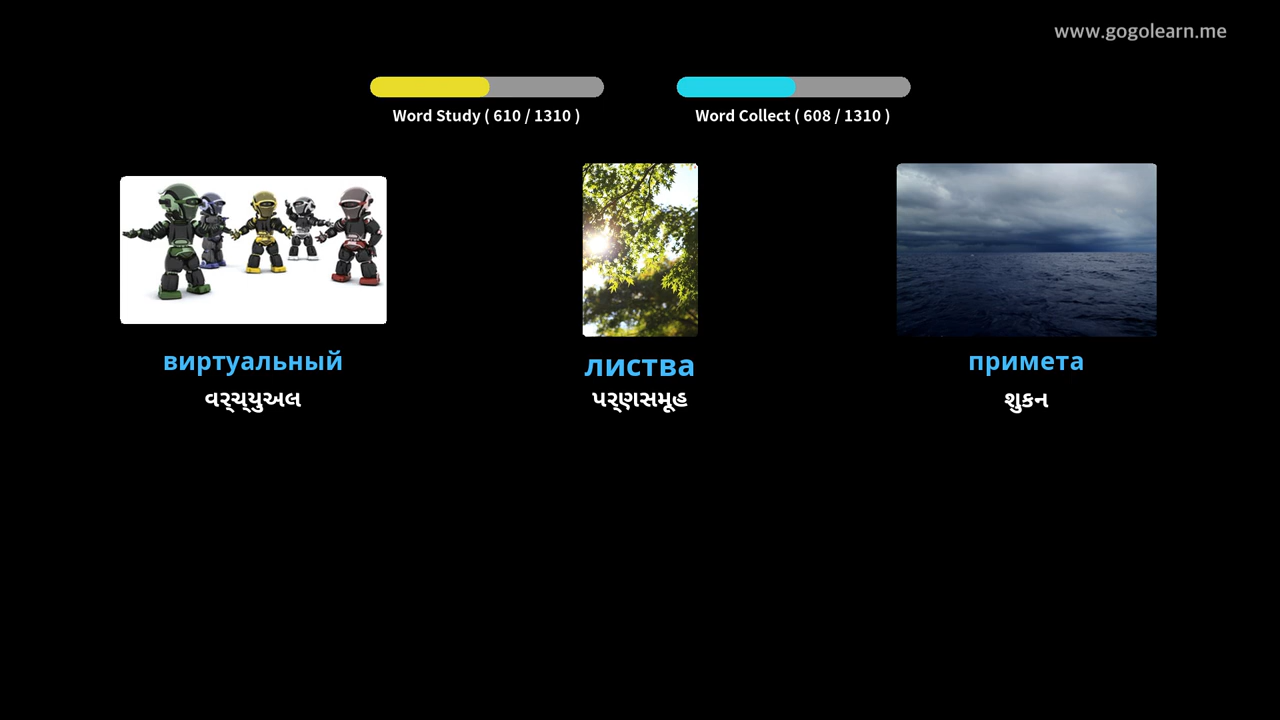 www.gogolearn.me
Word Study ( 610 / 1310 )
Word Collect ( 608 / 1310 )
виртуальный
листва
примета
વર્ચ્યુઅલ
પર્ણસમૂહ
શુકન